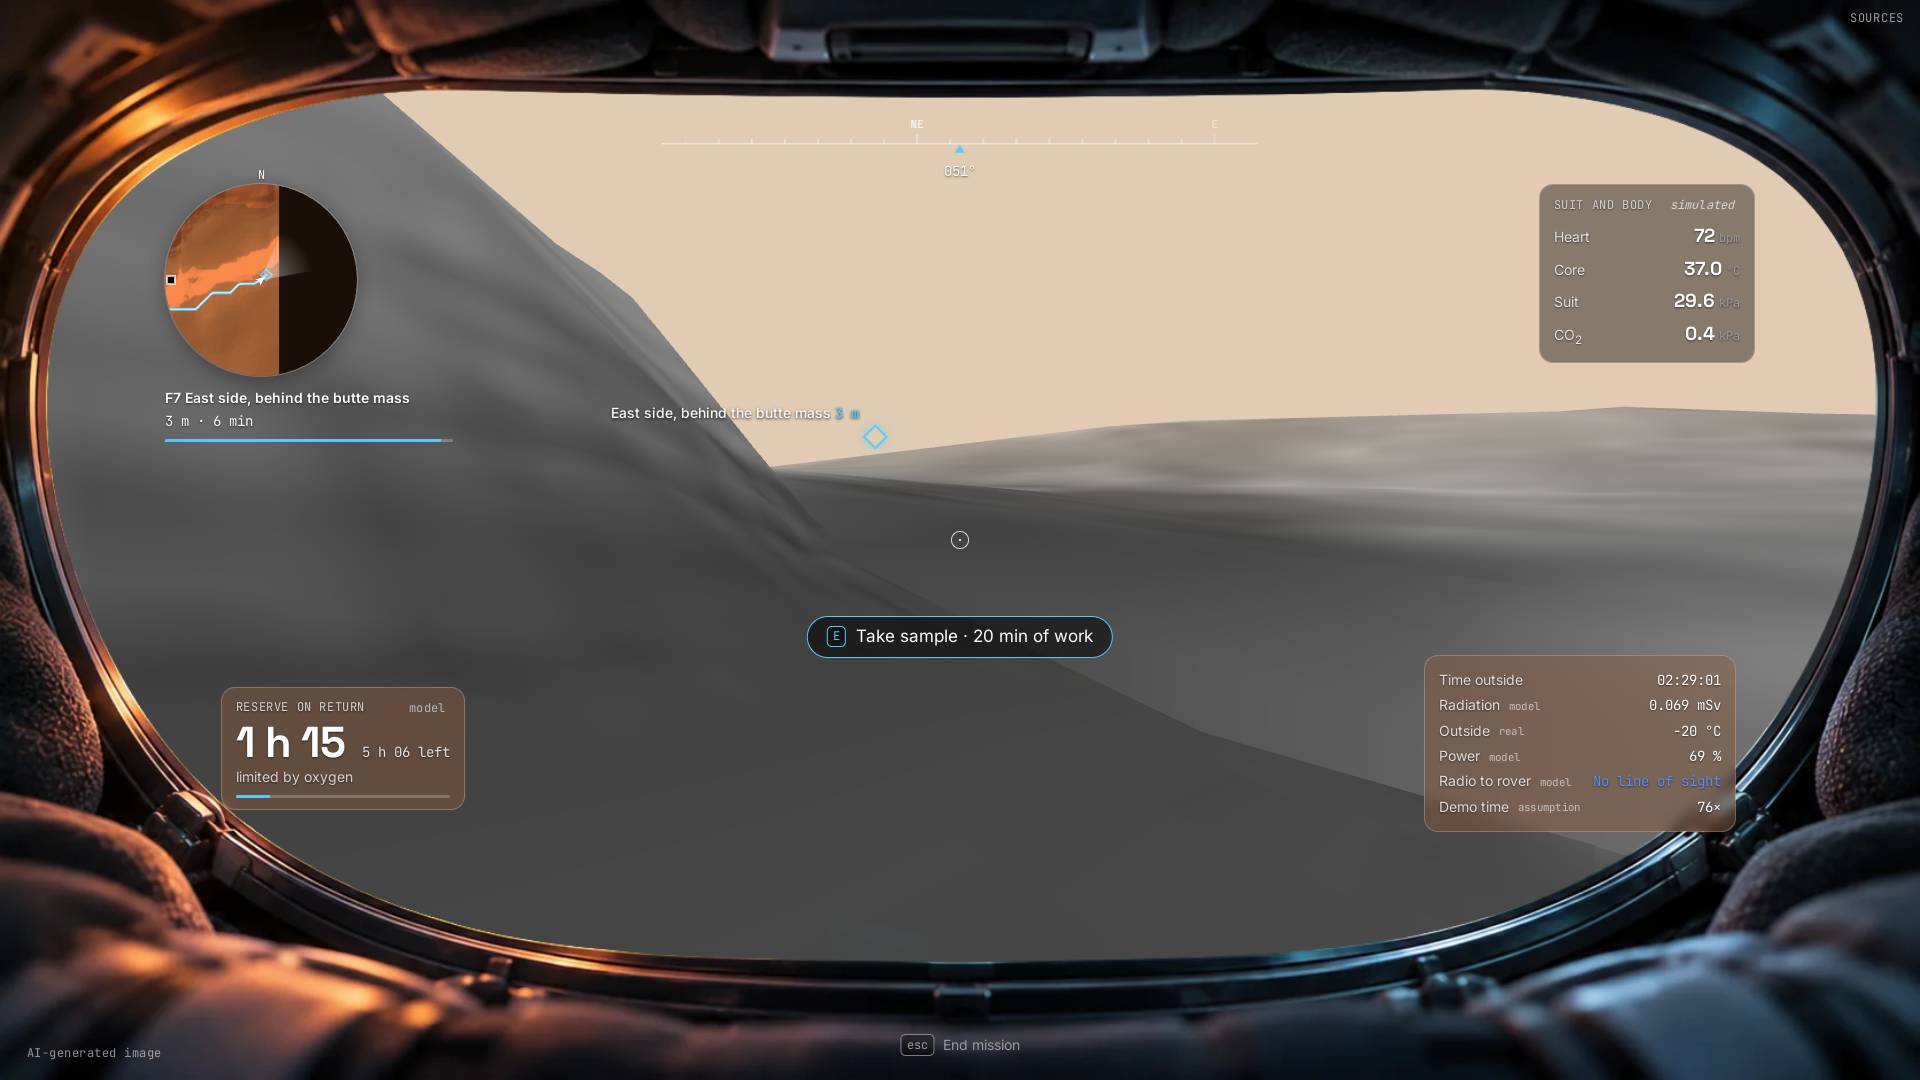 SOURCES
NE
E
051°
N
F7 East side, behind the butte mass
3 m · 6 min
SUIT AND BODY simulated
Heart 72 bpm
Core 37.0 °C
Suit 29.6 kPa
CO2 0.4 kPa
East side, behind the butte mass 3 m
E Take sample · 20 min of work
RESERVE ON RETURN model
1 h 15 5 h 06 left
limited by oxygen
Time outside 02:29:01
Radiation model 0.069 mSv
Outside real -20 °C
Power model 69 %
Radio to rover model No line of sight
Demo time assumption 76×
esc End mission
AI-generated image